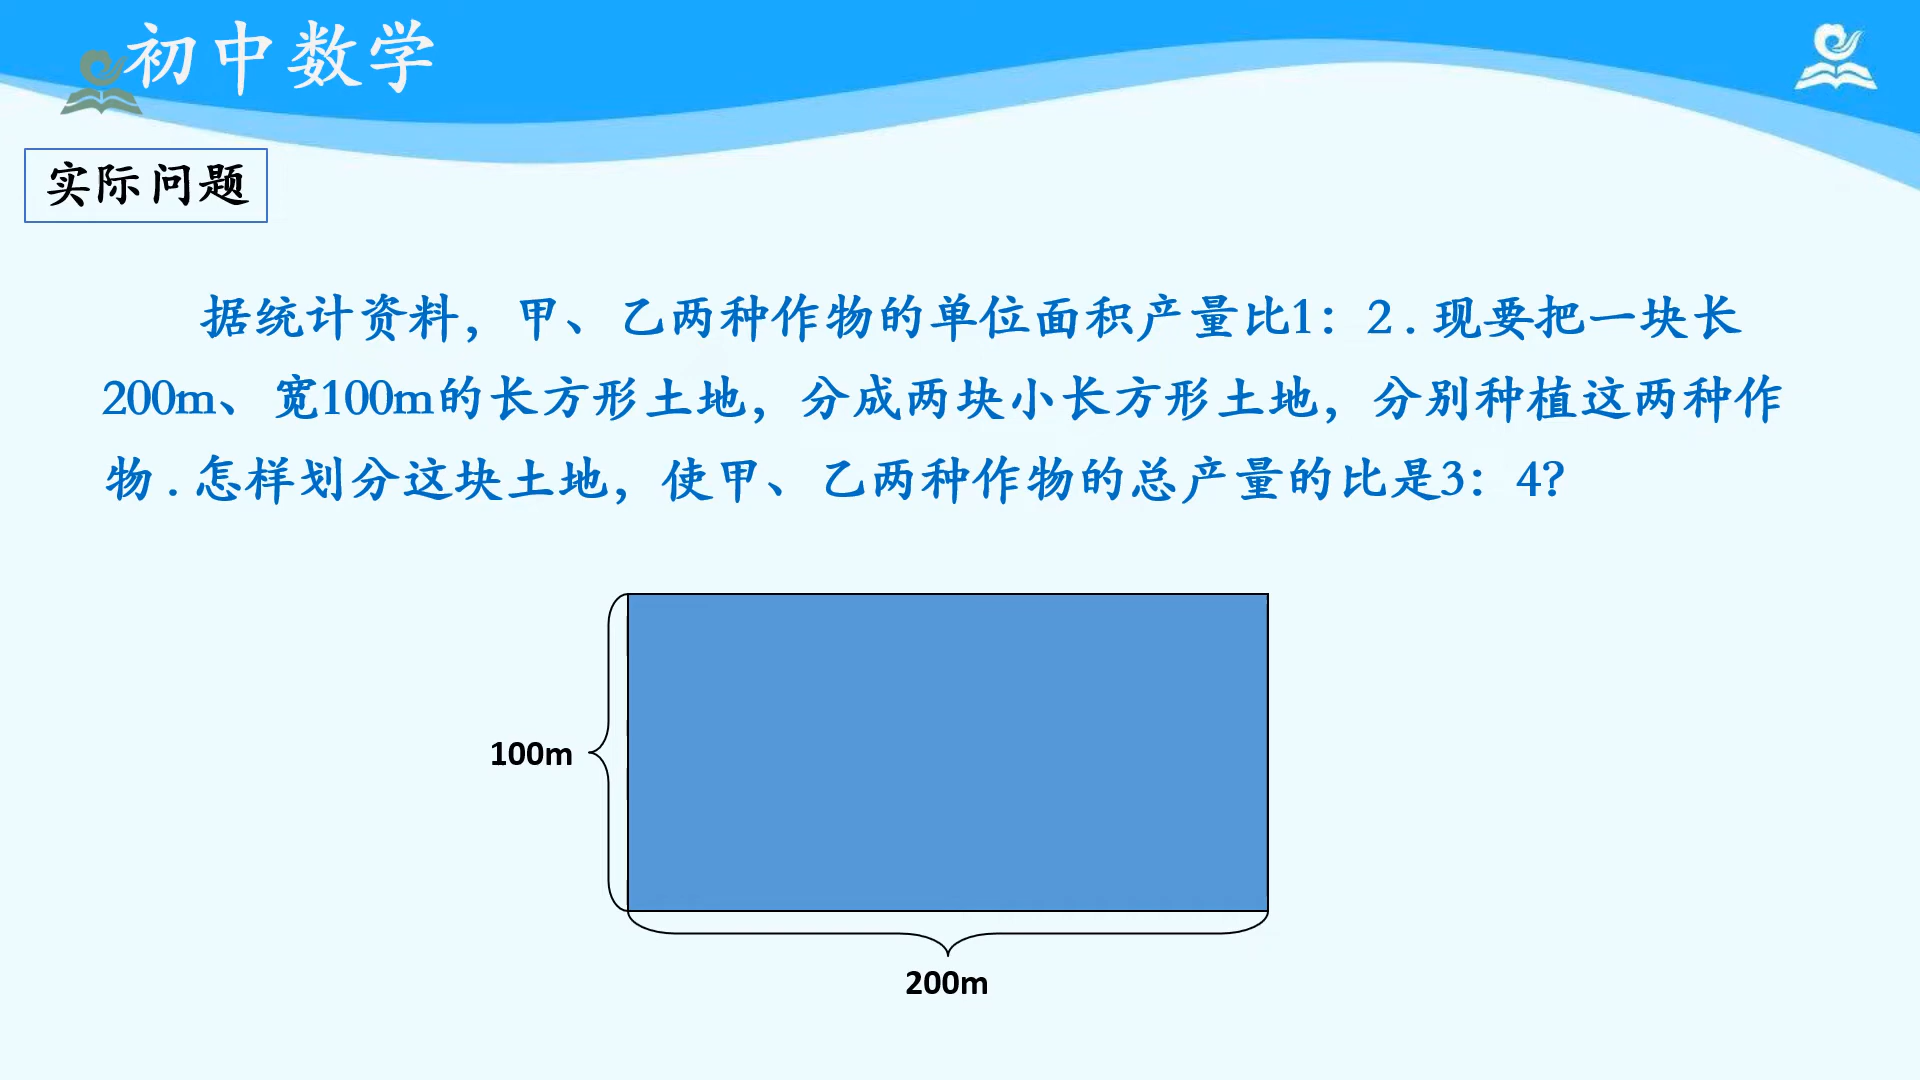 初中数学
实际问题
据统计资料，甲、乙两种作物的单位面积产量比1：2 . 现要把一块长
200m、宽100m的长方形土地，分成两块小长方形土地，分别种植这两种作
物 . 怎样划分这块土地，使甲、乙两种作物的总产量的比是3：4?
100m
200m